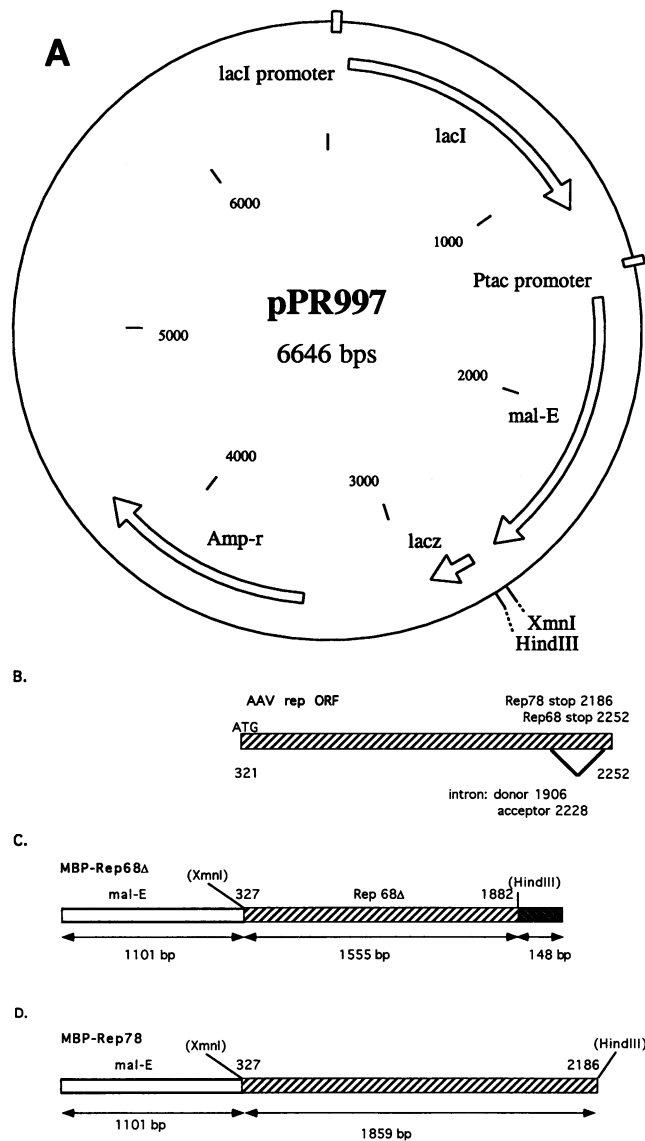 A
lacI promoter
lacI
6000
1000
Ptac promoter
pPR997
6646 bps
5000
2000
mal-E
4000
3000
Amp-r
lacz
XmnI
HindIII
B.
AAV rep ORF
Rep78 stop 2186
Rep68 stop 2252
ATG
321
2252
intron: donor 1906
acceptor 2228
C.
MBP-Rep68Δ
mal-E
(XmnI)
327
Rep 68Δ
1882
(HindIII)
1101 bp
1555 bp
148 bp
D.
MBP-Rep78
mal-E
(XmnI)
327
2186
(HindIII)
1101 bp
1859 bp